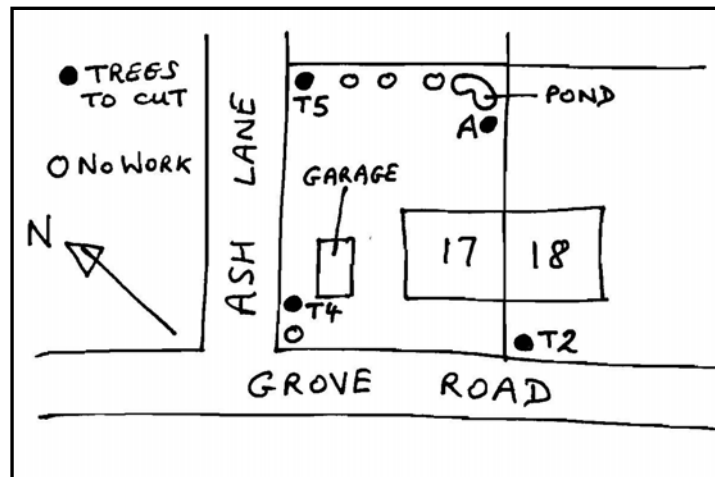 TREES
TO CUT
NO WORK
N
ASH LANE
T5
POND
A
GARAGE
17
18
T4
T2
GROVE ROAD